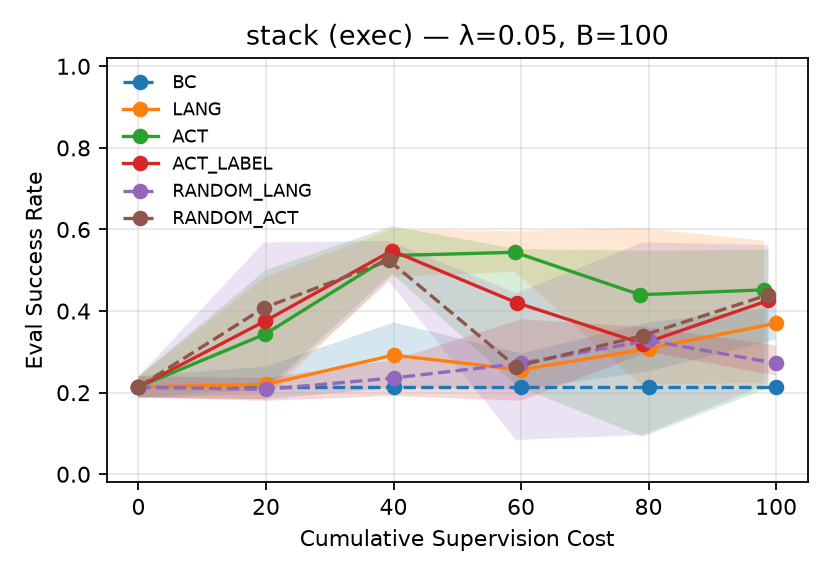 stack (exec) — λ=0.05, B=100
1.0
0.8
0.6
0.4
0.2
0.0
Eval Success Rate
BC
LANG
ACT
ACT_LABEL
RANDOM_LANG
RANDOM_ACT
0 20 40 60 80 100
Cumulative Supervision Cost